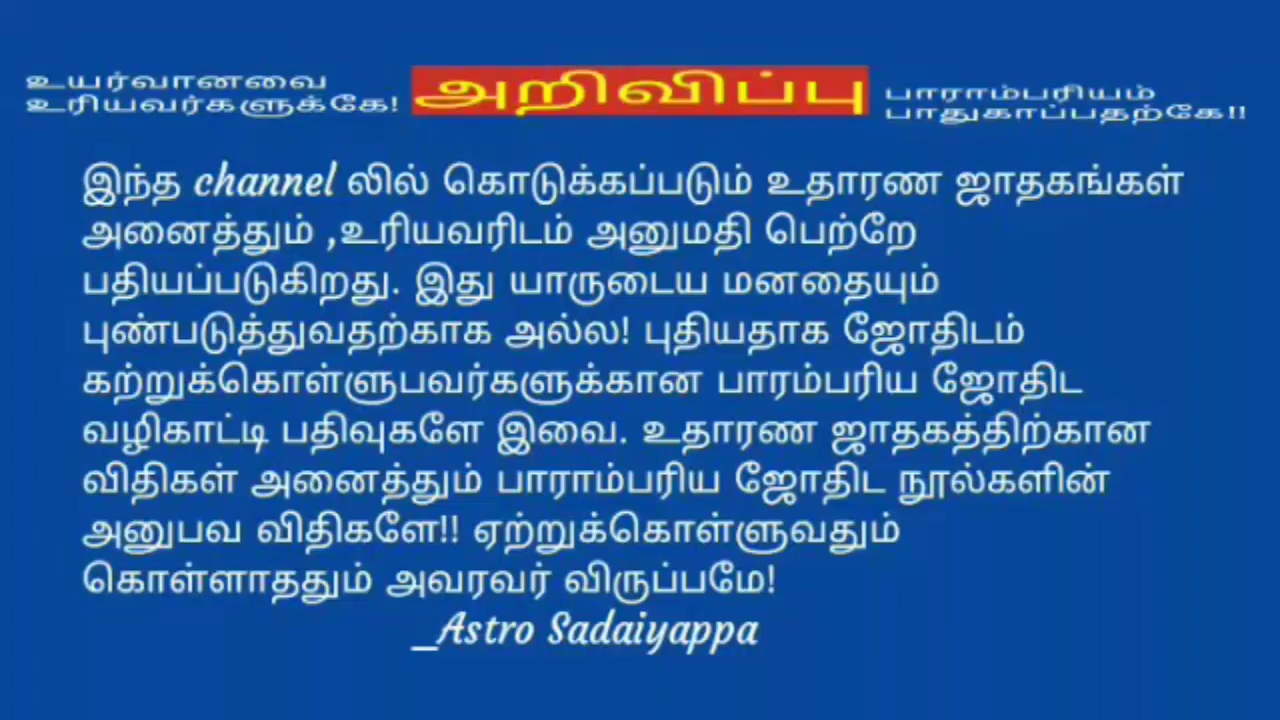 உயர்வானவை
உரியவர்களுக்கே!
அறிவிப்பு
பாராம்பரியம்
பாதுகாப்பதற்கே!!
இந்த channel லில் கொடுக்கப்படும் உதாரண ஜாதகங்கள்
அனைத்தும் ,உரியவரிடம் அனுமதி பெற்றே
பதியப்படுகிறது. இது யாருடைய மனதையும்
புண்படுத்துவதற்காக அல்ல! புதியதாக ஜோதிடம்
கற்றுக்கொள்ளுபவர்களுக்கான பாரம்பரிய ஜோதிட
வழிகாட்டி பதிவுகளே இவை. உதாரண ஜாதகத்திற்கான
விதிகள் அனைத்தும் பாராம்பரிய ஜோதிட நூல்களின்
அனுபவ விதிகளே!! ஏற்றுக்கொள்ளுவதும்
கொள்ளாததும் அவரவர் விருப்பமே!
_Astro Sadaiyappa